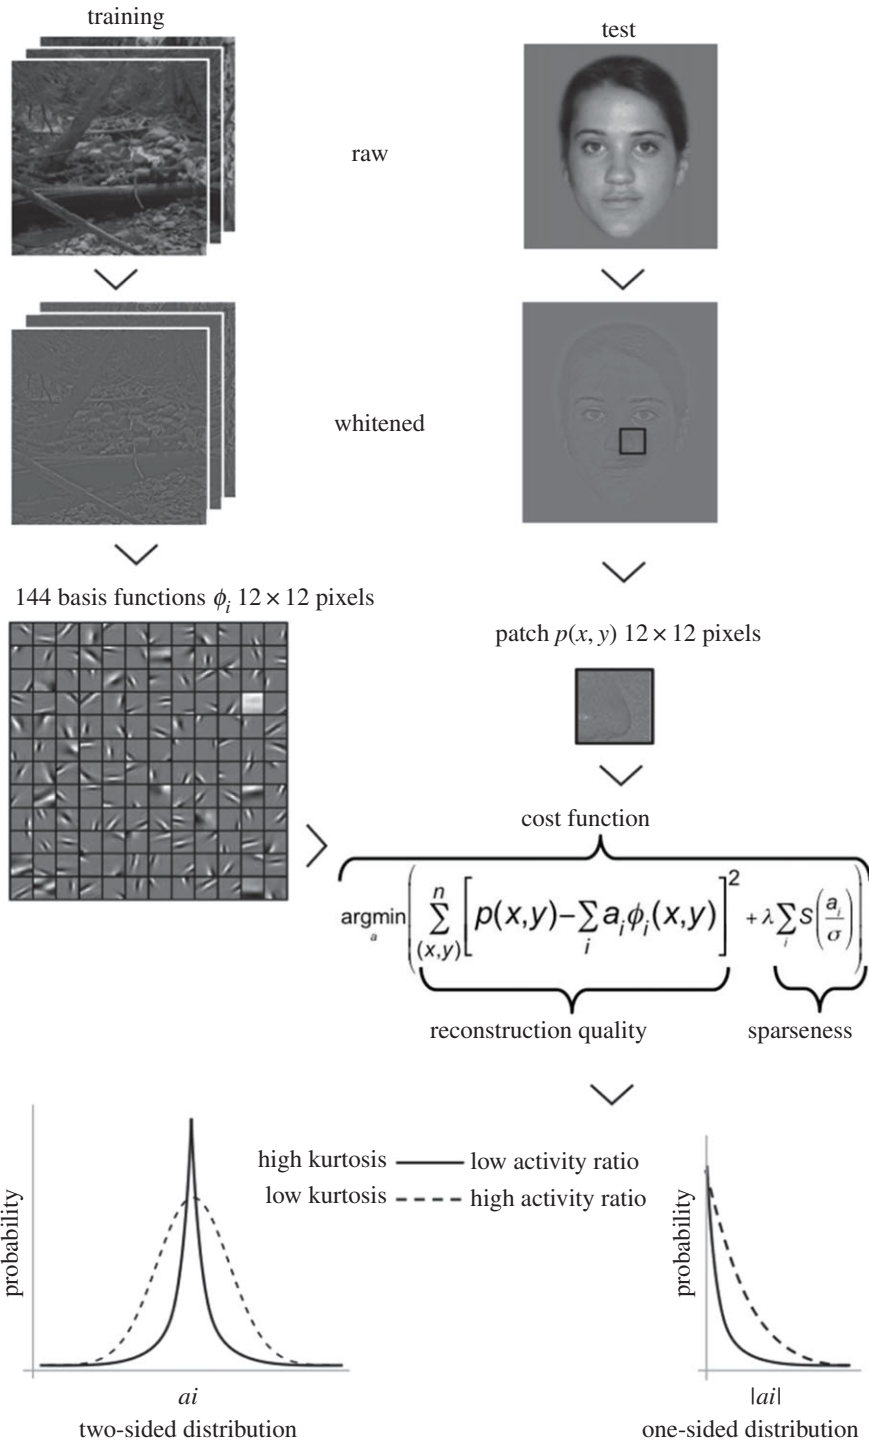 training
test
raw
whitened
144 basis functions ϕi 12 × 12 pixels
patch p(x, y) 12 × 12 pixels
cost function
argmin a ( n ∑ (x,y) [ p(x,y) – ∑ i ai ϕi (x,y) ] 2 + λ ∑ i S ( ai / σ ) )
reconstruction quality
sparseness
high kurtosis low activity ratio
low kurtosis high activity ratio
probability
probability
ai
|ai|
two-sided distribution
one-sided distribution